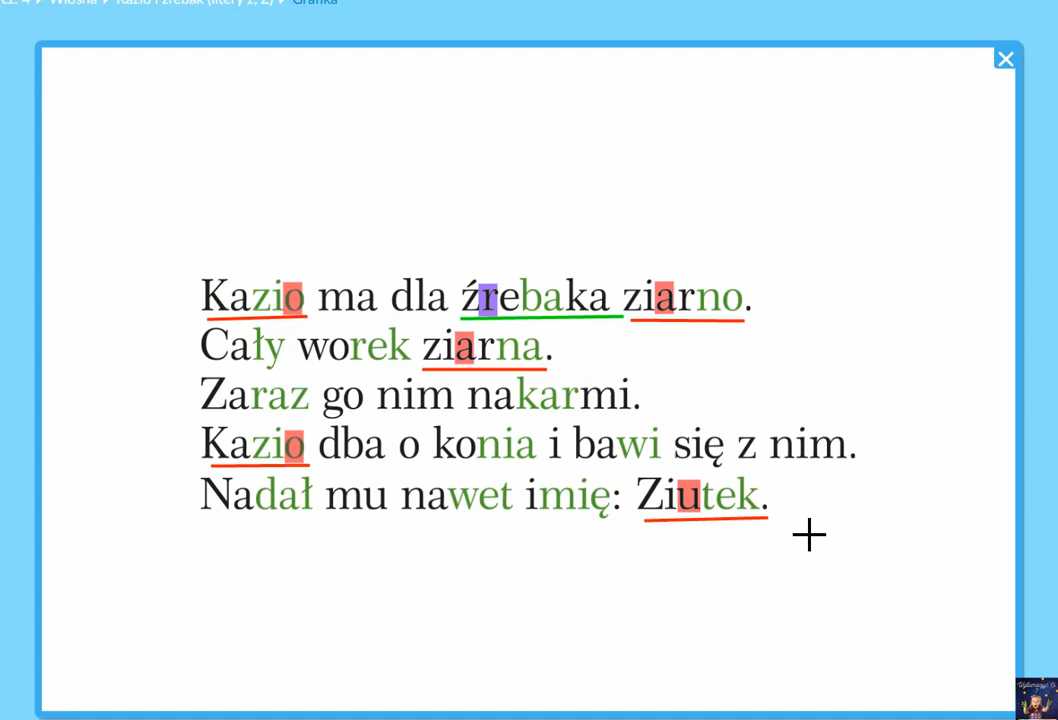 Kazio ma dla źrebaka ziarno.
Cały worek ziarna.
Zaraz go nim nakarmi.
Kazio dba o konia i bawi się z nim.
Nadał mu nawet imię: Ziutek.